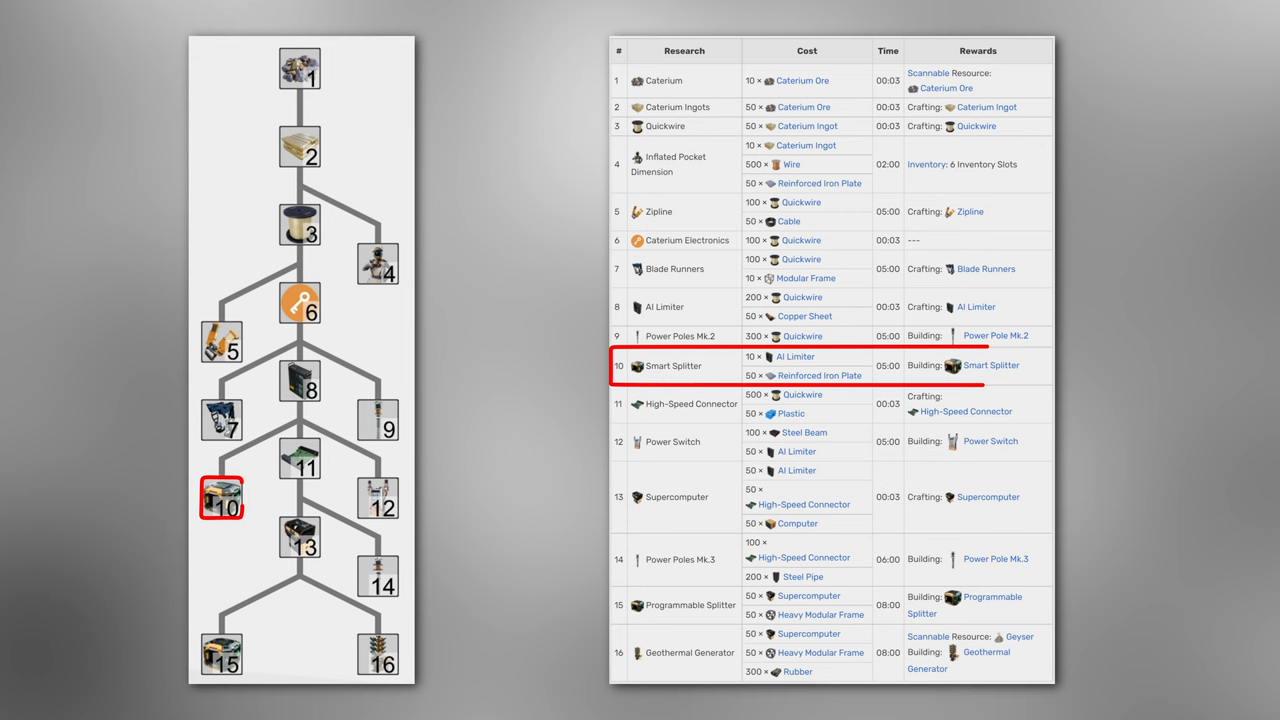 1
2
3
4
5
6
7
8
9
10
11
12
13
14
15
16
# Research Cost Time Rewards
1 Caterium 10 × Caterium Ore 00:03 Scannable Resource:
Caterium Ore
2 Caterium Ingots 50 × Caterium Ore 00:03 Crafting: Caterium Ingot
3 Quickwire 50 × Caterium Ingot 00:03 Crafting: Quickwire
4 Inflated Pocket
Dimension
10 × Caterium Ingot
500 × Wire
50 × Reinforced Iron Plate
02:00 Inventory: 6 Inventory Slots
5 Zipline
100 × Quickwire
50 × Cable
05:00 Crafting: Zipline
6 Caterium Electronics 100 × Quickwire 00:03 ---
7 Blade Runners
100 × Quickwire
10 × Modular Frame
05:00 Crafting: Blade Runners
8 AI Limiter
200 × Quickwire
50 × Copper Sheet
00:03 Crafting: AI Limiter
9 Power Poles Mk.2 300 × Quickwire 05:00 Building: Power Pole Mk.2
10 Smart Splitter
10 × AI Limiter
50 × Reinforced Iron Plate
05:00 Building: Smart Splitter
11 High-Speed Connector
500 × Quickwire
50 × Plastic
00:03 Crafting:
High-Speed Connector
12 Power Switch
100 × Steel Beam
50 × AI Limiter
05:00 Building: Power Switch
13 Supercomputer
50 × AI Limiter
50 ×
High-Speed Connector
50 × Computer
00:03 Crafting: Supercomputer
14 Power Poles Mk.3
100 ×
High-Speed Connector
200 × Steel Pipe
06:00 Building: Power Pole Mk.3
15 Programmable Splitter
50 × Supercomputer
50 × Heavy Modular Frame
08:00 Building: Programmable
Splitter
16 Geothermal Generator
50 × Supercomputer
50 × Heavy Modular Frame
300 × Rubber
08:00 Scannable Resource: Geyser
Building: Geothermal
Generator